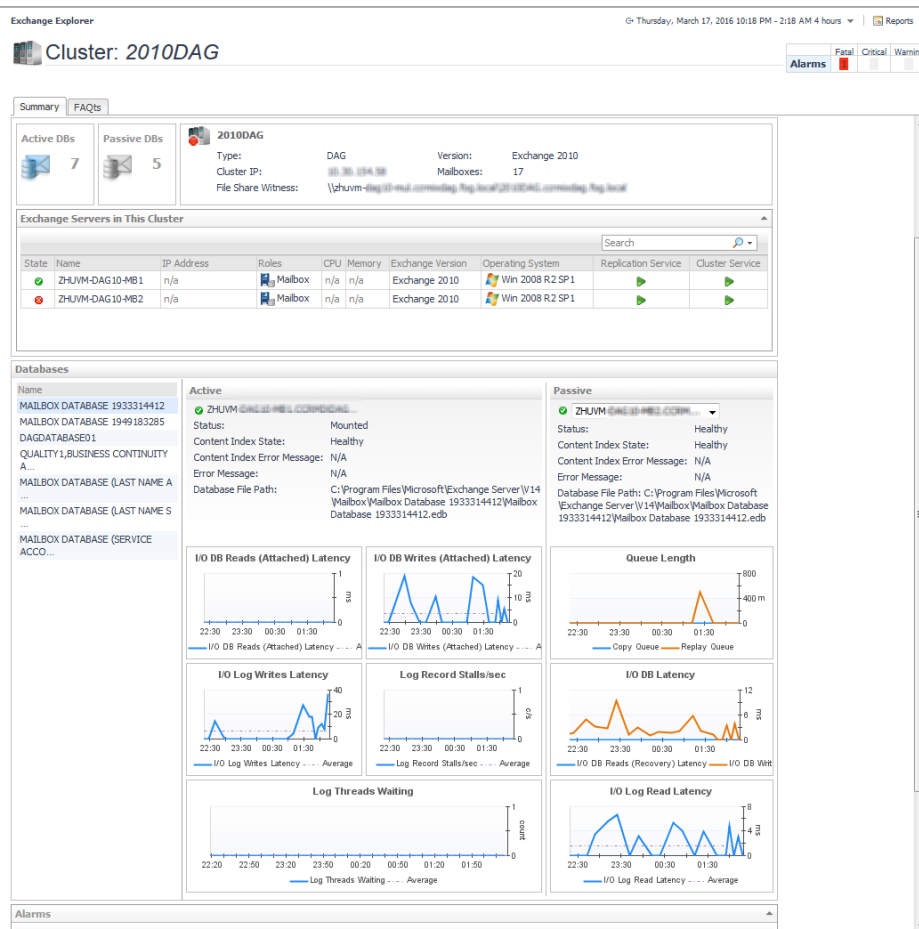 Exchange Explorer
Thursday, March 17, 2016 10:18 PM - 2:18 AM 4 hours
Reports
Cluster: 2010DAG
Fatal Critical Warnin
Alarms 1
Summary FAQts
Active DBs
7
Passive DBs
5
2010DAG
Type: DAG Version: Exchange 2010
Cluster IP: Mailboxes: 17
File Share Witness: \\zhuvm-
Exchange Servers in This Cluster
Search
State Name IP Address Roles CPU Memory Exchange Version Operating System Replication Service Cluster Service
ZHUVM-DAG10-MB1 n/a Mailbox n/a n/a Exchange 2010 Win 2008 R2 SP1
ZHUVM-DAG10-MB2 n/a Mailbox n/a n/a Exchange 2010 Win 2008 R2 SP1
Databases
Name
MAILBOX DATABASE 1933314412
MAILBOX DATABASE 1949183285
DAGDATABASE01
QUALITY1,BUSINESS CONTINUITY
A...
MAILBOX DATABASE (LAST NAME A
...
MAILBOX DATABASE (LAST NAME S
...
MAILBOX DATABASE (SERVICE
ACCO...
Active
ZHUVM-
Status: Mounted
Content Index State: Healthy
Content Index Error Message: N/A
Error Message: N/A
Database File Path: C:\Program Files\Microsoft\Exchange Server\V14
\Mailbox\Mailbox Database 1933314412\Mailbox
Database 1933314412.edb
Passive
ZHUVM-
Status: Healthy
Content Index State: Healthy
Content Index Error Message: N/A
Error Message: N/A
Database File Path: C:\Program Files\Microsoft
\Exchange Server\V14\Mailbox\Mailbox Database
1933314412\Mailbox Database 1933314412.edb
I/O DB Reads (Attached) Latency
1
ms
0
22:30 23:30 00:30 01:30
I/O DB Reads (Attached) Latency A
I/O DB Writes (Attached) Latency
20
10 ms
0
22:30 23:30 00:30 01:30
I/O DB Writes (Attached) Latency A
Queue Length
800
400 m
0
22:30 23:30 00:30 01:30
Copy Queue Replay Queue
I/O Log Writes Latency
40
20 ms
0
22:30 23:30 00:30 01:30
I/O Log Writes Latency Average
Log Record Stalls/sec
1
c/s
0
22:30 23:30 00:30 01:30
Log Record Stalls/sec Average
I/O DB Latency
12
6 ms
0
22:30 23:30 00:30 01:30
I/O DB Reads (Recovery) Latency I/O DB Writ
Log Threads Waiting
1
count
0
22:20 22:50 23:20 23:50 00:20 00:50 01:20 01:50
Log Threads Waiting Average
I/O Log Read Latency
8
4 ms
0
22:30 23:30 00:30 01:30
I/O Log Read Latency Average
Alarms